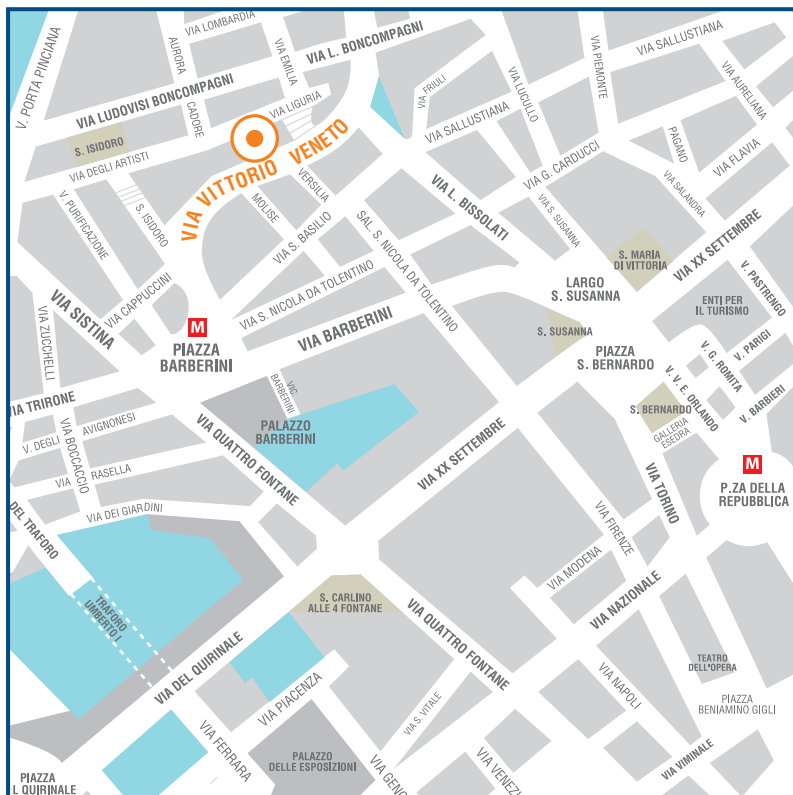 VIA LOMBARDIA
V. PORTA PINCIANA
AURORA
VIA EMILIA
VIA L. BONCOMPAGNI
VIA LUDOVISI BONCOMPAGNI
CADORE
VIA LIGURIA
VIA FRIULI
VIA LUCULLO
VIA PIEMONTE
VIA SALLUSTIANA
VIA AURELIANA
VIA SALLUSTIANA
PAGANO
VIA FLAVIA
S. ISIDORO
VIA DEGLI ARTISTI
VIA VITTORIO VENETO
VERSILIA
VIA G. CARDUCCI
VIA SALANDRA
V. PURIFICAZIONE
S. ISIDORO
MOLISE
VIA S. BASILIO
SAL. S. NICOLA DA TOLENTINO
VIA L. BISSOLATI
VIA S. SUSANNA
S. MARIA
DI VITTORIA
VIA XX SETTEMBRE
VIA CAPPUCCINI
VIA S. NICOLA DA TOLENTINO
LARGO
S. SUSANNA
V. PASTRENGO
VIA SISTINA
VIA ZUCCHELLI
M
PIAZZA
BARBERINI
VIA BARBERINI
S. SUSANNA
PIAZZA
S. BERNARDO
ENTI PER
IL TURISMO
V. PARIGI
V. G. ROMITA
V. V. E. ORLANDO
V. BARBIERI
VIA TRIRONE
VIC.
BARBERINI
S. BERNARDO
GALLERIA
ESEDRA
V. DEGLI AVIGNONESI
VIA BOCCACCIO
PALAZZO
BARBERINI
VIA QUATTRO FONTANE
VIA XX SETTEMBRE
VIA RASELLA
VIA TORINO
M
P.ZA DELLA
REPUBBLICA
DEL TRAFORO
VIA DEI GIARDINI
VIA FIRENZE
VIA MODENA
VIA NAZIONALE
TRAFORO
UMBERTO I
S. CARLINO
ALLE 4 FONTANE
VIA QUATTRO FONTANE
VIA DEL QUIRINALE
VIA PIACENZA
VIA S. VITALE
VIA NAPOLI
TEATRO
DELL'OPERA
PIAZZA
BENIAMINO GIGLI
VIA FERRARA
PALAZZO
DELLE ESPOSIZIONI
VIA GENO
VIA VENEZI
VIA VIMINALE
PIAZZA
L QUIRINALE